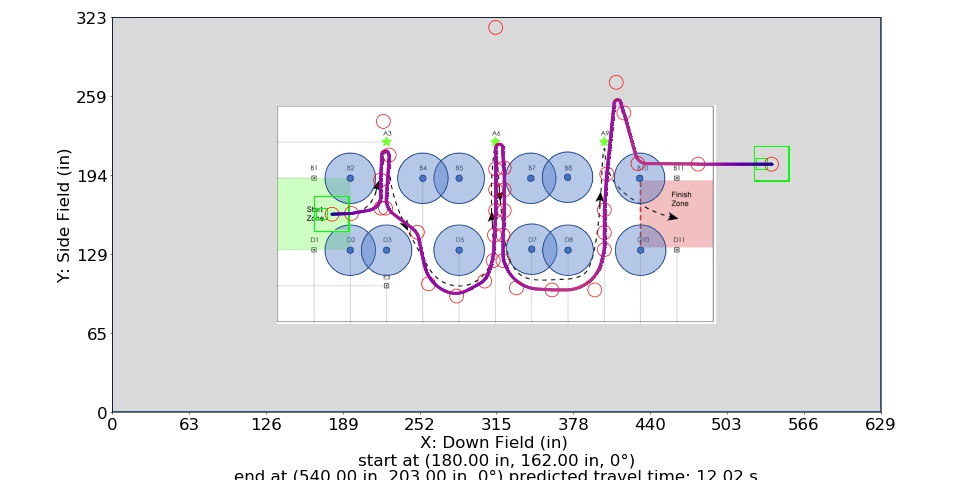 323
259
194
129
65
0
Y: Side Field (in)
A3
A6
A9
B1
B2
B4
B5
B7
B8
B10
B11
Start
Zone
Finish
Zone
D1
D2
D3
D5
D7
D8
D10
D11
E3
0
63
126
189
252
315
378
440
503
566
629
X: Down Field (in)
start at (180.00 in, 162.00 in, 0°)
end at (540.00 in, 203.00 in, 0°) predicted travel time: 12.02 s